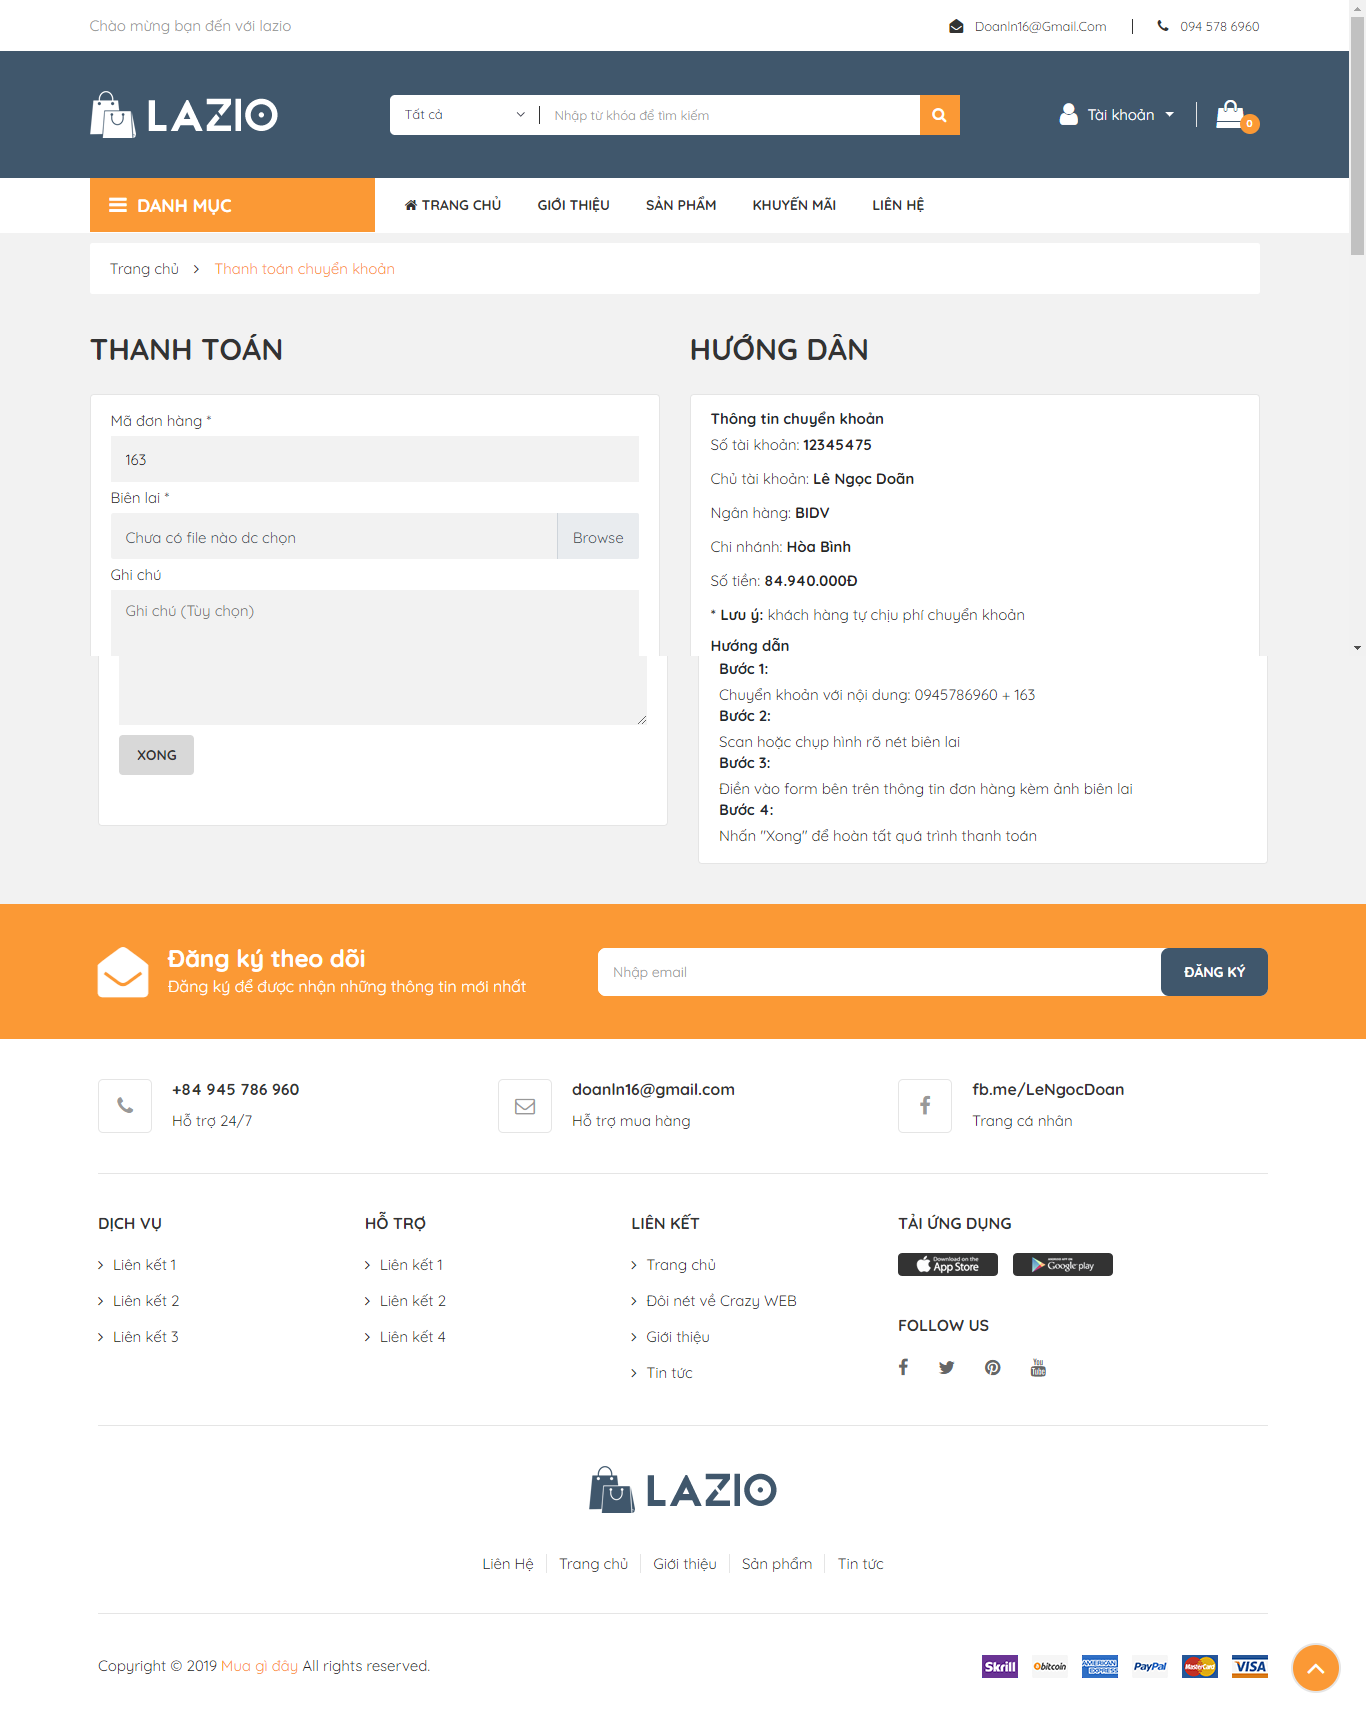 Chào mừng bạn đến với lazio
Doanln16@Gmail.Com
094 578 6960
LAZIO
Tất cả
Nhập từ khóa để tìm kiếm
Tài khoản
0
DANH MỤC
TRANG CHỦ
GIỚI THIỆU
SẢN PHẨM
KHUYẾN MÃI
LIÊN HỆ
Trang chủ
Thanh toán chuyển khoản
THANH TOÁN
Mã đơn hàng *
163
Biên lai *
Chưa có file nào dc chọn
Browse
Ghi chú
Ghi chú (Tùy chọn)
XONG
HƯỚNG DẪN
Thông tin chuyển khoản
Số tài khoản: 12345475
Chủ tài khoản: Lê Ngọc Doãn
Ngân hàng: BIDV
Chi nhánh: Hòa Bình
Số tiền: 84.940.000Đ
* Lưu ý: khách hàng tự chịu phí chuyển khoản
Hướng dẫn
Bước 1:
Chuyển khoản với nội dung: 0945786960 + 163
Bước 2:
Scan hoặc chụp hình rõ nét biên lai
Bước 3:
Điền vào form bên trên thông tin đơn hàng kèm ảnh biên lai
Bước 4:
Nhấn "Xong" để hoàn tất quá trình thanh toán
Đăng ký theo dõi
Đăng ký để được nhận những thông tin mới nhất
Nhập email
ĐĂNG KÝ
+84 945 786 960
Hỗ trợ 24/7
doanln16@gmail.com
Hỗ trợ mua hàng
fb.me/LeNgocDoan
Trang cá nhân
DỊCH VỤ
Liên kết 1
Liên kết 2
Liên kết 3
HỖ TRỢ
Liên kết 1
Liên kết 2
Liên kết 4
LIÊN KẾT
Trang chủ
Đôi nét về Crazy WEB
Giới thiệu
Tin tức
TẢI ỨNG DỤNG
Download on the
App Store
ANDROID APP ON
Google play
FOLLOW US
You
Tube
LAZIO
Liên Hệ
Trang chủ
Giới thiệu
Sản phẩm
Tin tức
Copyright © 2019 Mua gì đây All rights reserved.
Skrill
bitcoin
AMERICAN EXPRESS
PayPal
MasterCard
VISA